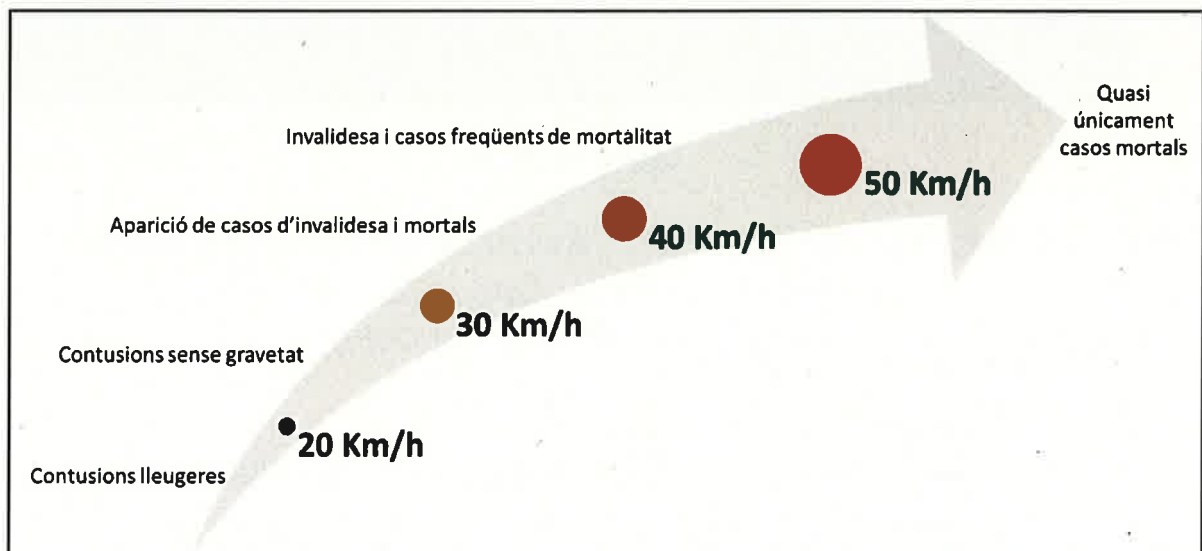 Quasi
únicament
casos mortals
Invalidesa i casos freqüents de mortalitat
50 Km/h
Aparició de casos d'invalidesa i mortals
40 Km/h
30 Km/h
Contusions sense gravetat
20 Km/h
Contusions lleugeres